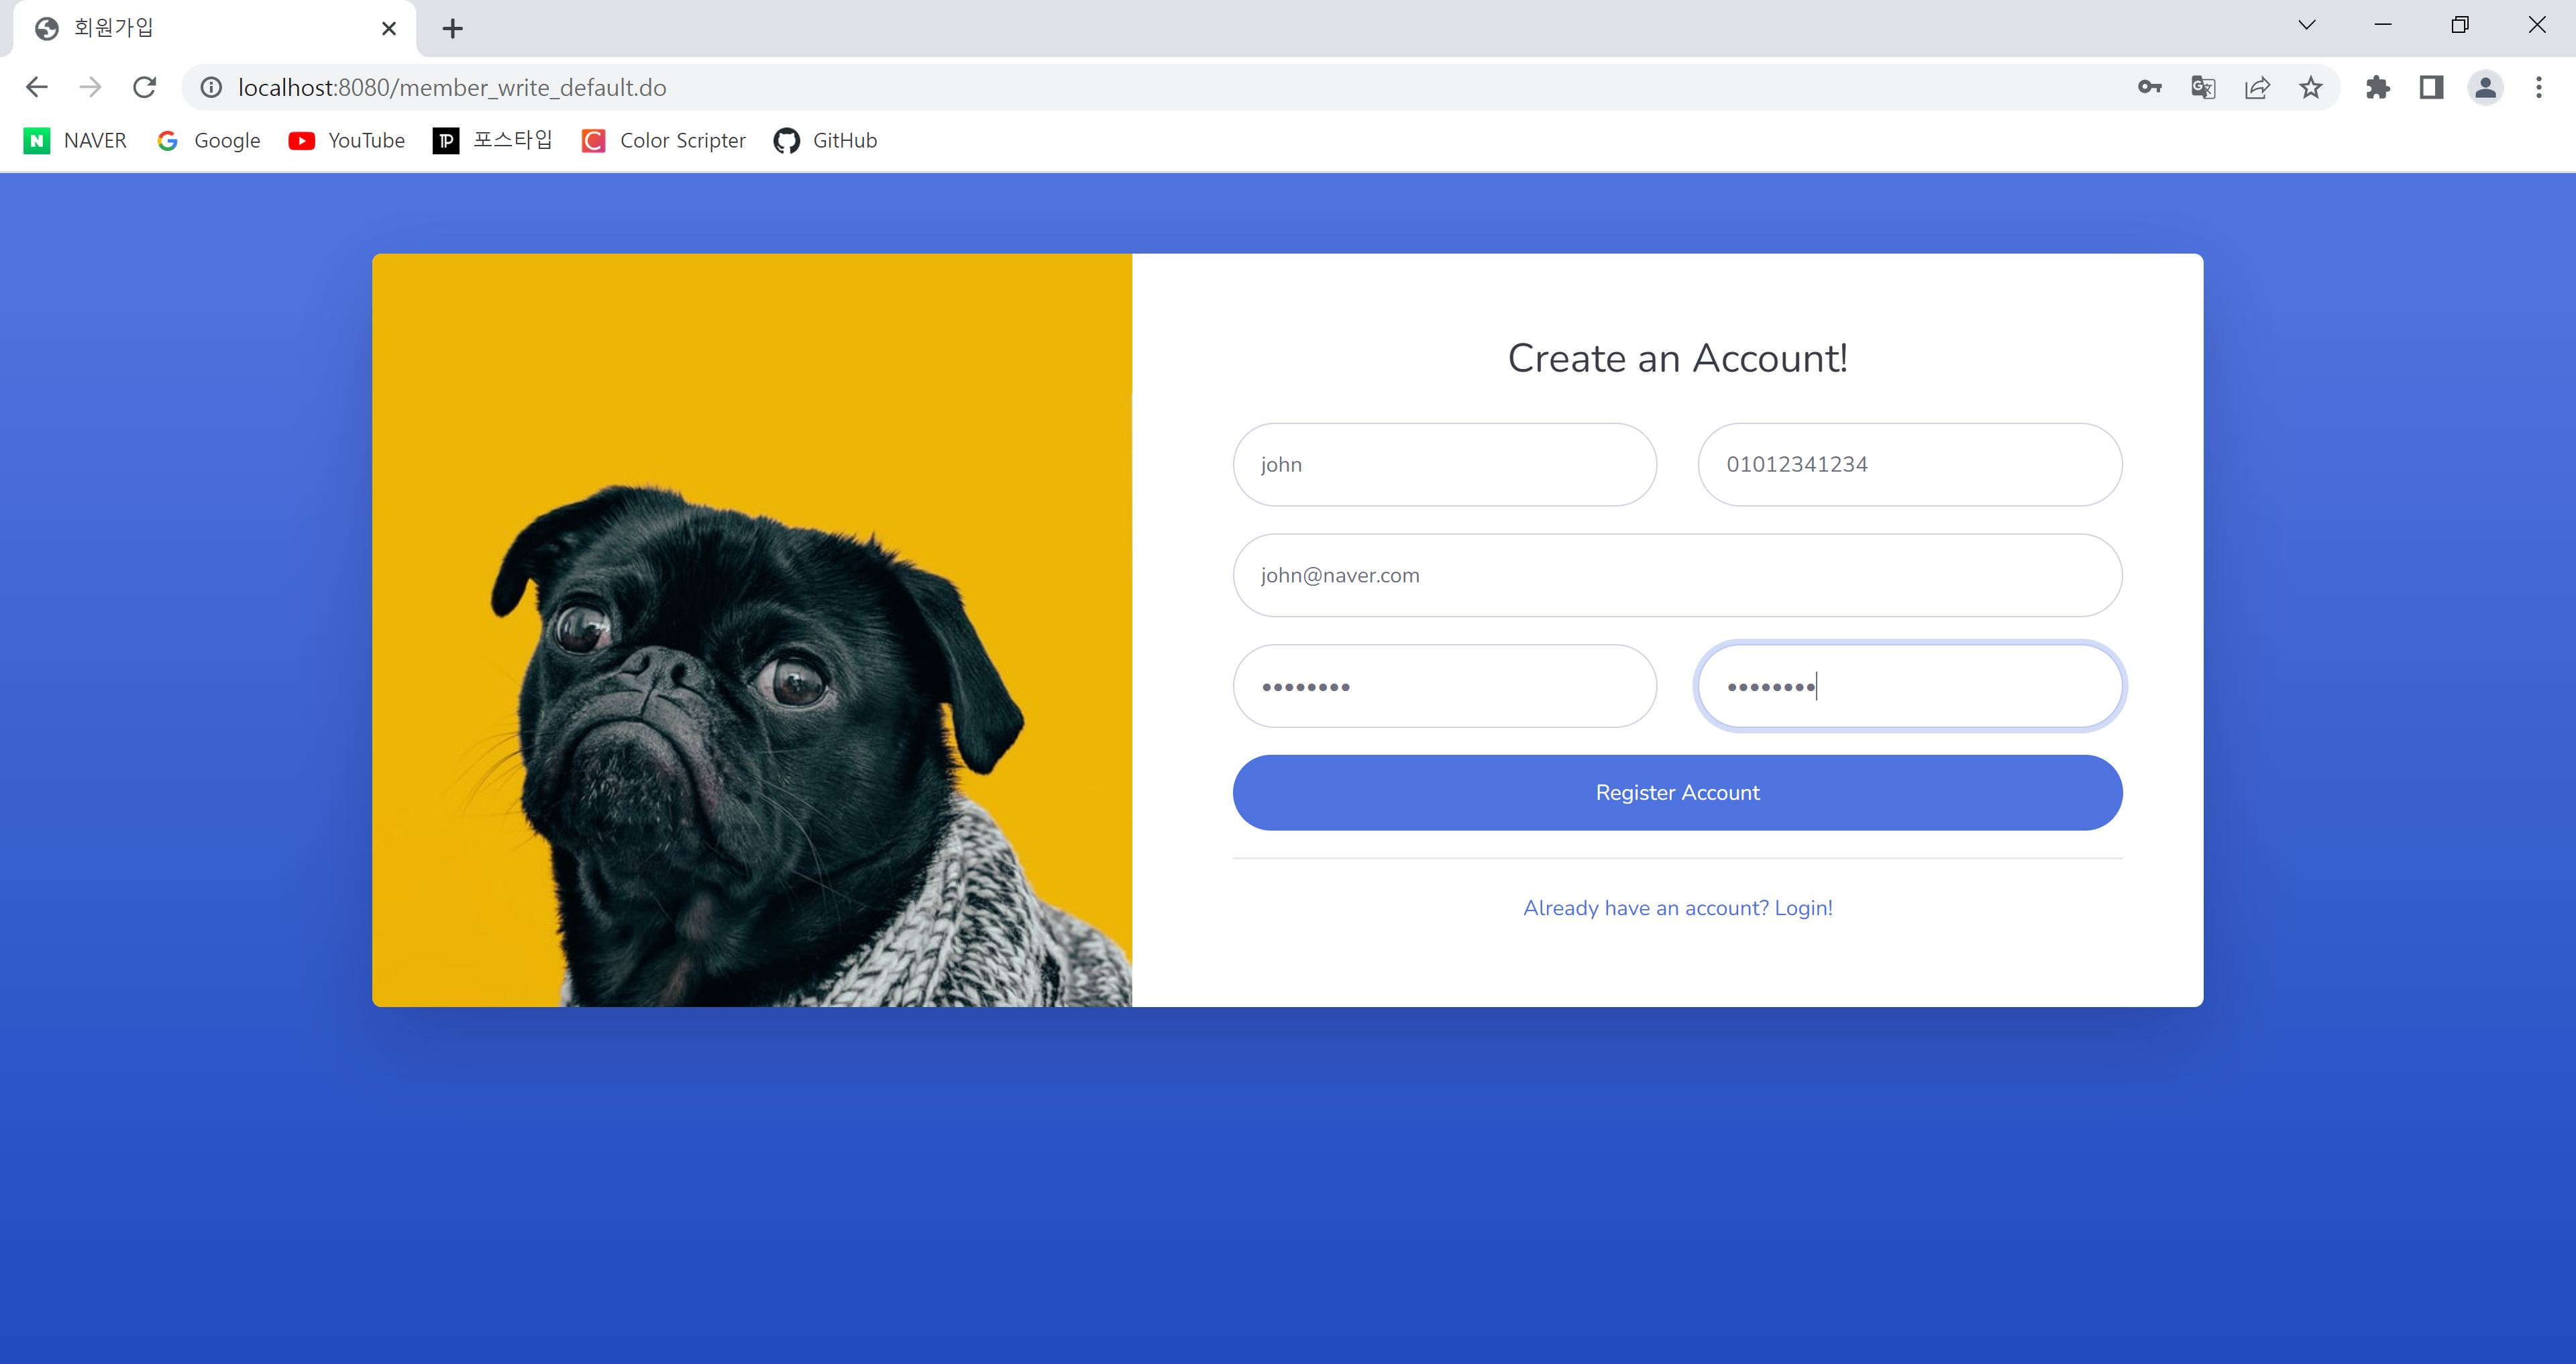 회원가입
localhost:8080/member_write_default.do
NAVER Google YouTube 포스타입 Color Scripter GitHub
Create an Account!
john 01012341234
john@naver.com
•••••••• ••••••••
Register Account
Already have an account? Login!